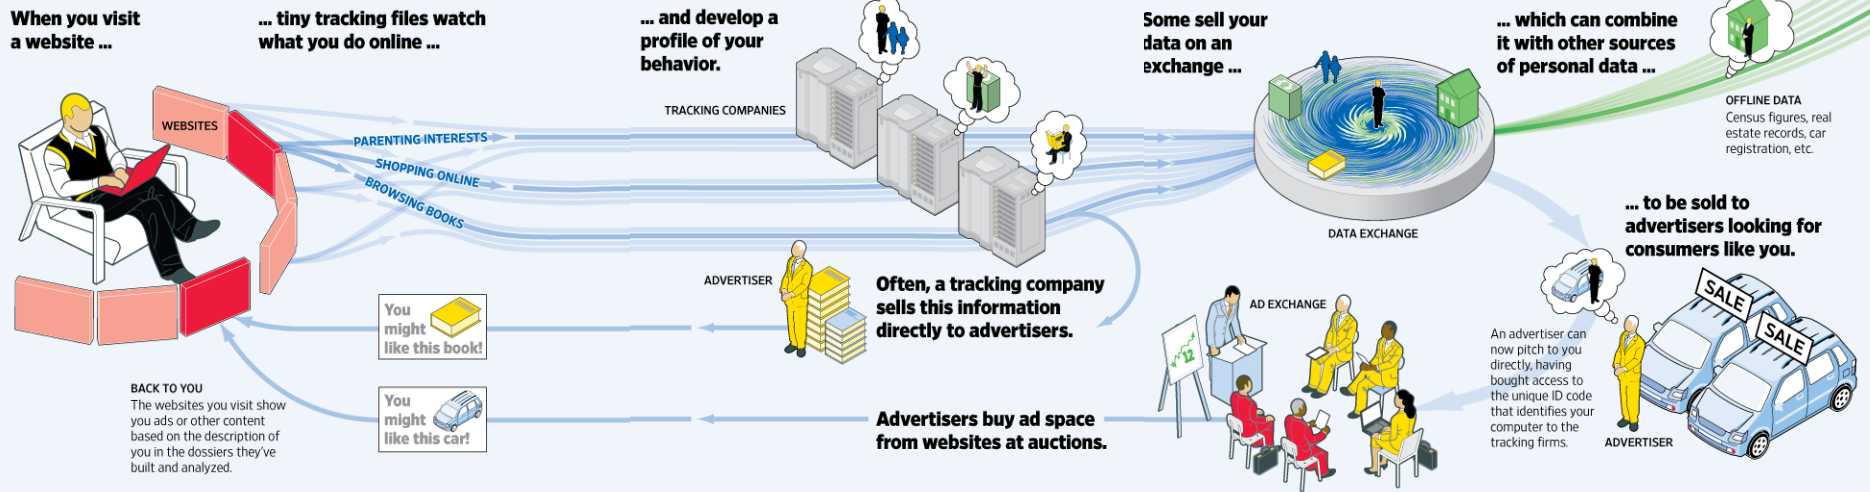 When you visit
a website ...
... tiny tracking files watch
what you do online ...
... and develop a
profile of your
behavior.
Some sell your
data on an
exchange ...
... which can combine
it with other sources
of personal data ...
WEBSITES
PARENTING INTERESTS
SHOPPING ONLINE
BROWSING BOOKS
TRACKING COMPANIES
DATA EXCHANGE
OFFLINE DATA
Census figures, real
estate records, car
registration, etc.
... to be sold to
advertisers looking for
consumers like you.
SALE
SALE
An advertiser can
now pitch to you
directly, having
bought access to
the unique ID code
that identifies your
computer to the
tracking firms.
ADVERTISER
ADVERTISER
Often, a tracking company
sells this information
directly to advertisers.
AD EXCHANGE
12
You
might
like this book!
Advertisers buy ad space
from websites at auctions.
You
might
like this car!
BACK TO YOU
The websites you visit show
you ads or other content
based on the description of
you in the dossiers they've
built and analyzed.